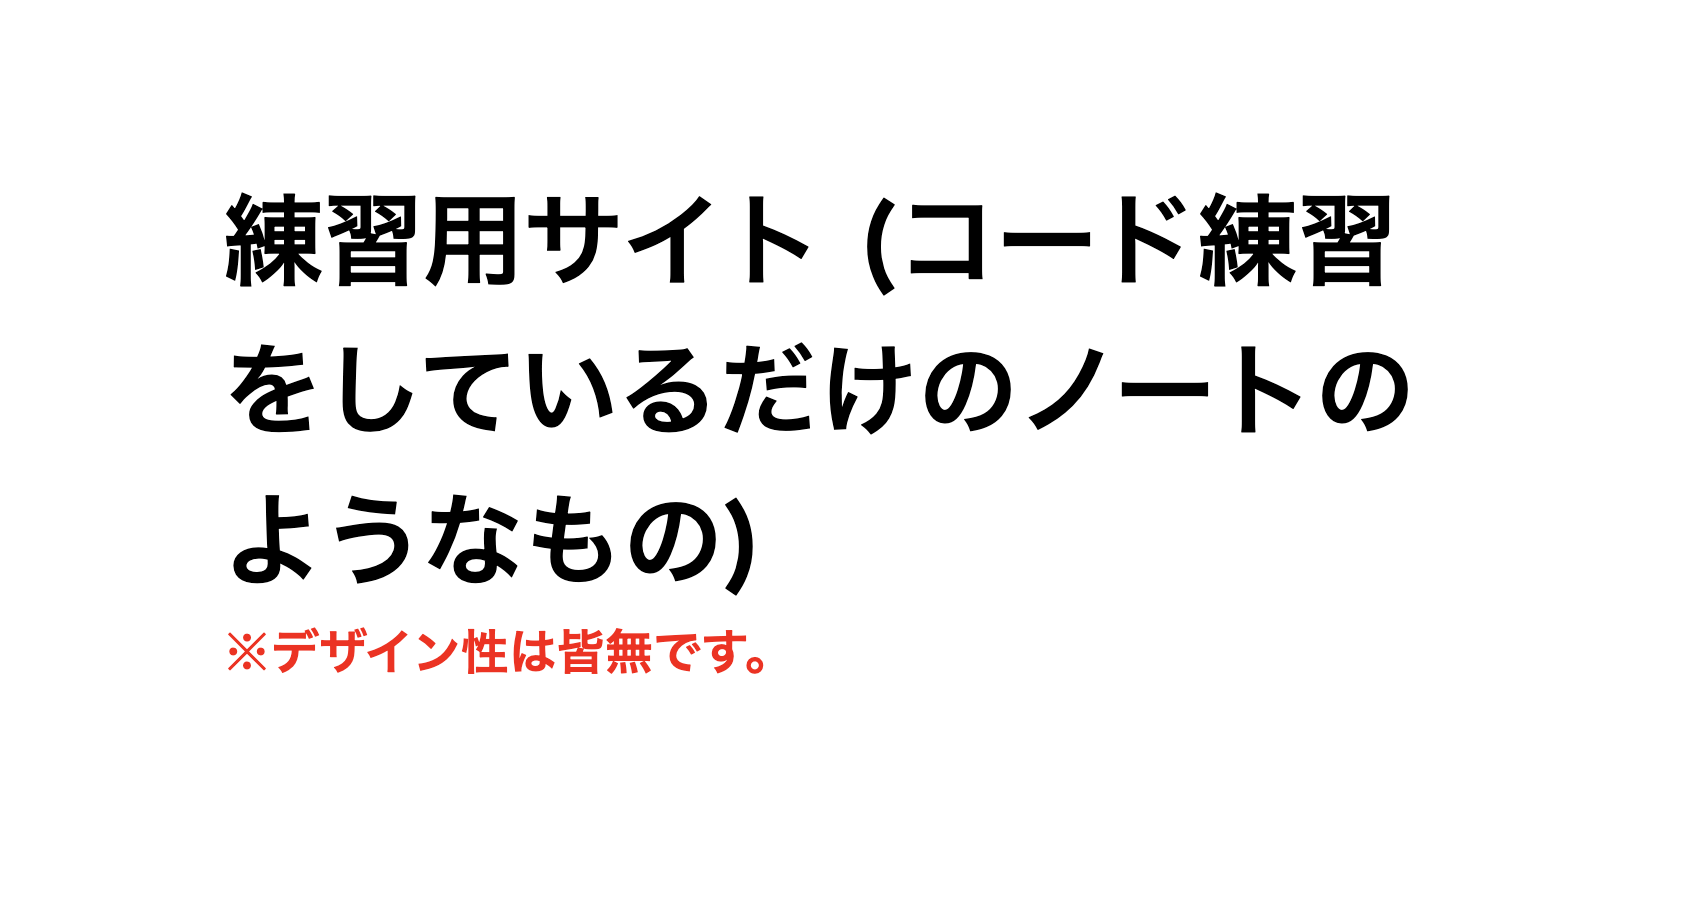 練習用サイト (コード練習
をしているだけのノートの
ようなもの)
※デザイン性は皆無です。